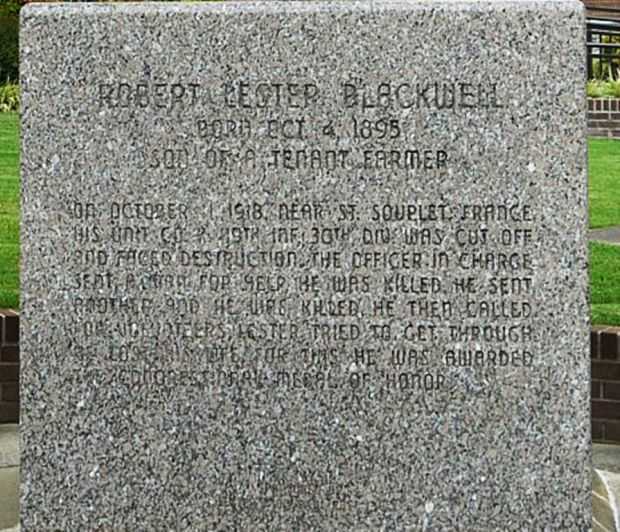 ROBERT LESTER BLACKWELL
BORN OCT. 4, 1895
SON OF A TENANT FARMER
ON OCTOBER 1918, NEAR ST. SOUPLET, FRANCE,
HIS UNIT CO. K, 119TH INF. 30TH DIV. WAS CUT OFF
AND FACED DESTRUCTION. THE OFFICER IN CHARGE
SENT A MAN FOR HELP, HE WAS KILLED. HE SENT
ANOTHER AND HE WAS KILLED. HE THEN CALLED
FOR VOLUNTEERS. LESTER TRIED TO GET THROUGH.
HE LOST HIS LIFE. FOR THIS HE WAS AWARDED
THE CONGRESSIONAL MEDAL OF HONOR.